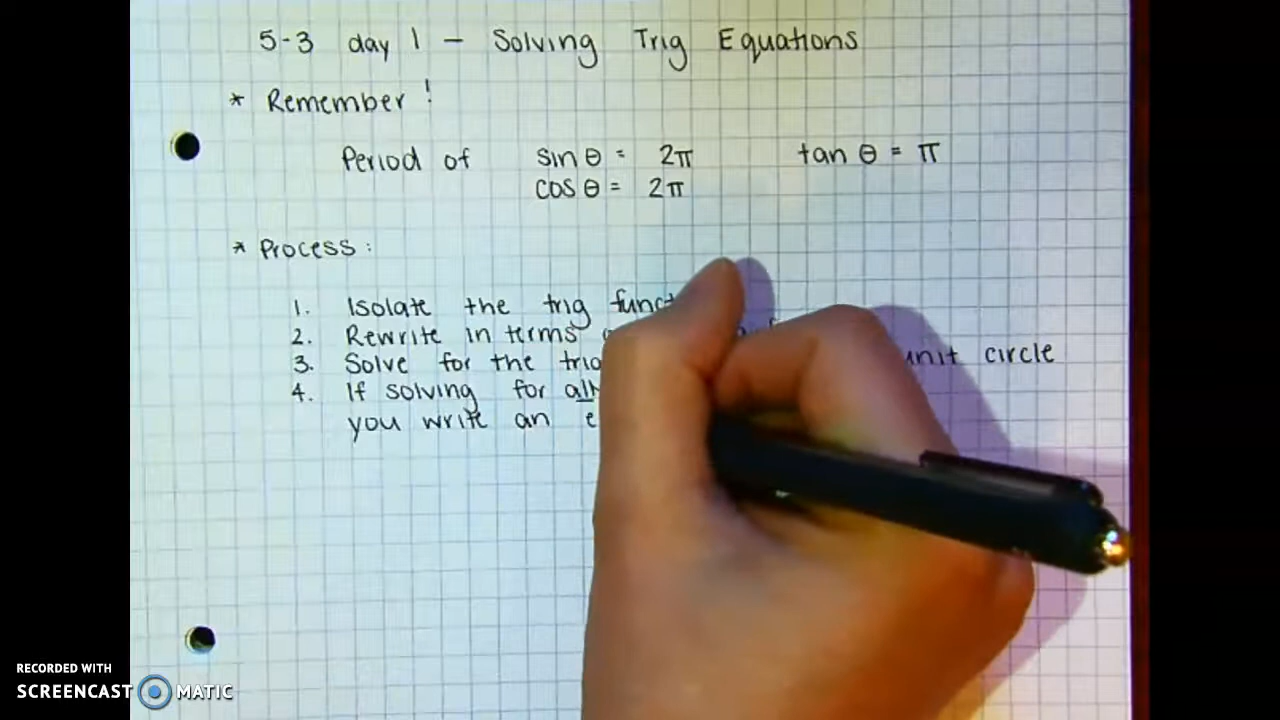 5-3 day 1 - Solving Trig Equations
* Remember!
Period of sin θ = 2π tan θ = π
cos θ = 2π
* Process:
1. Isolate the trig
2. Rewrite in terms
3. Solve for the unit circle
4. If solving for all
you write an
RECORDED WITH
SCREENCAST MATIC